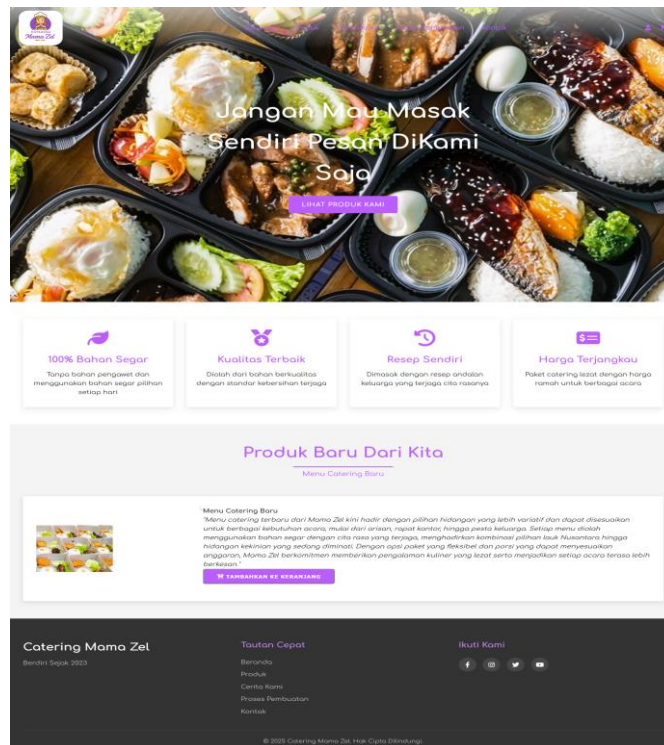 Mama Zel
Jangan Mau Masak
Sendiri Pesan DiKami
Saja
LIHAT PRODUK KAMI
100% Bahan Segar
Tanpa bahan pengawet dan
menggunakan bahan segar pilihan
setiap hari
Kualitas Terbaik
Diolah dari bahan berkualitas
dengan standar kebersihan terjaga
Resep Sendiri
Dimasak dengan resep andalan
keluarga yang terjaga cita rasanya
Harga Terjangkau
Paket catering lezat dengan harga
ramah untuk berbagai acara
Produk Baru Dari Kita
Menu Catering Baru
Menu Catering Baru
"Menu catering terbaru dari Mama Zel kini hadir dengan pilihan hidangan yang lebih variatif dan dapat disesuaikan
untuk berbagai kebutuhan acara, mulai dari arisan, rapat kantor, hingga pesta keluarga. Setiap menu diolah
menggunakan bahan segar dengan cita rasa yang terjaga, menghadirkan kombinasi pilihan lauk Nusantara hingga
hidangan kekinian yang sedang diminati. Dengan opsi paket yang fleksibel dan porsi yang dapat menyesuaikan
anggaran, Mama Zel berkomitmen memberikan pengalaman kuliner yang lezat serta menjadikan setiap acara terasa lebih
berkesan."
TAMBAHKAN KE KERANJANG
Catering Mama Zel
Berdiri Sejak 2023
Tautan Cepat
Beranda
Produk
Cerita Kami
Proses Pembuatan
Kontak
Ikuti Kami
© 2025 Catering Mama Zel. Hak Cipta Dilindungi.